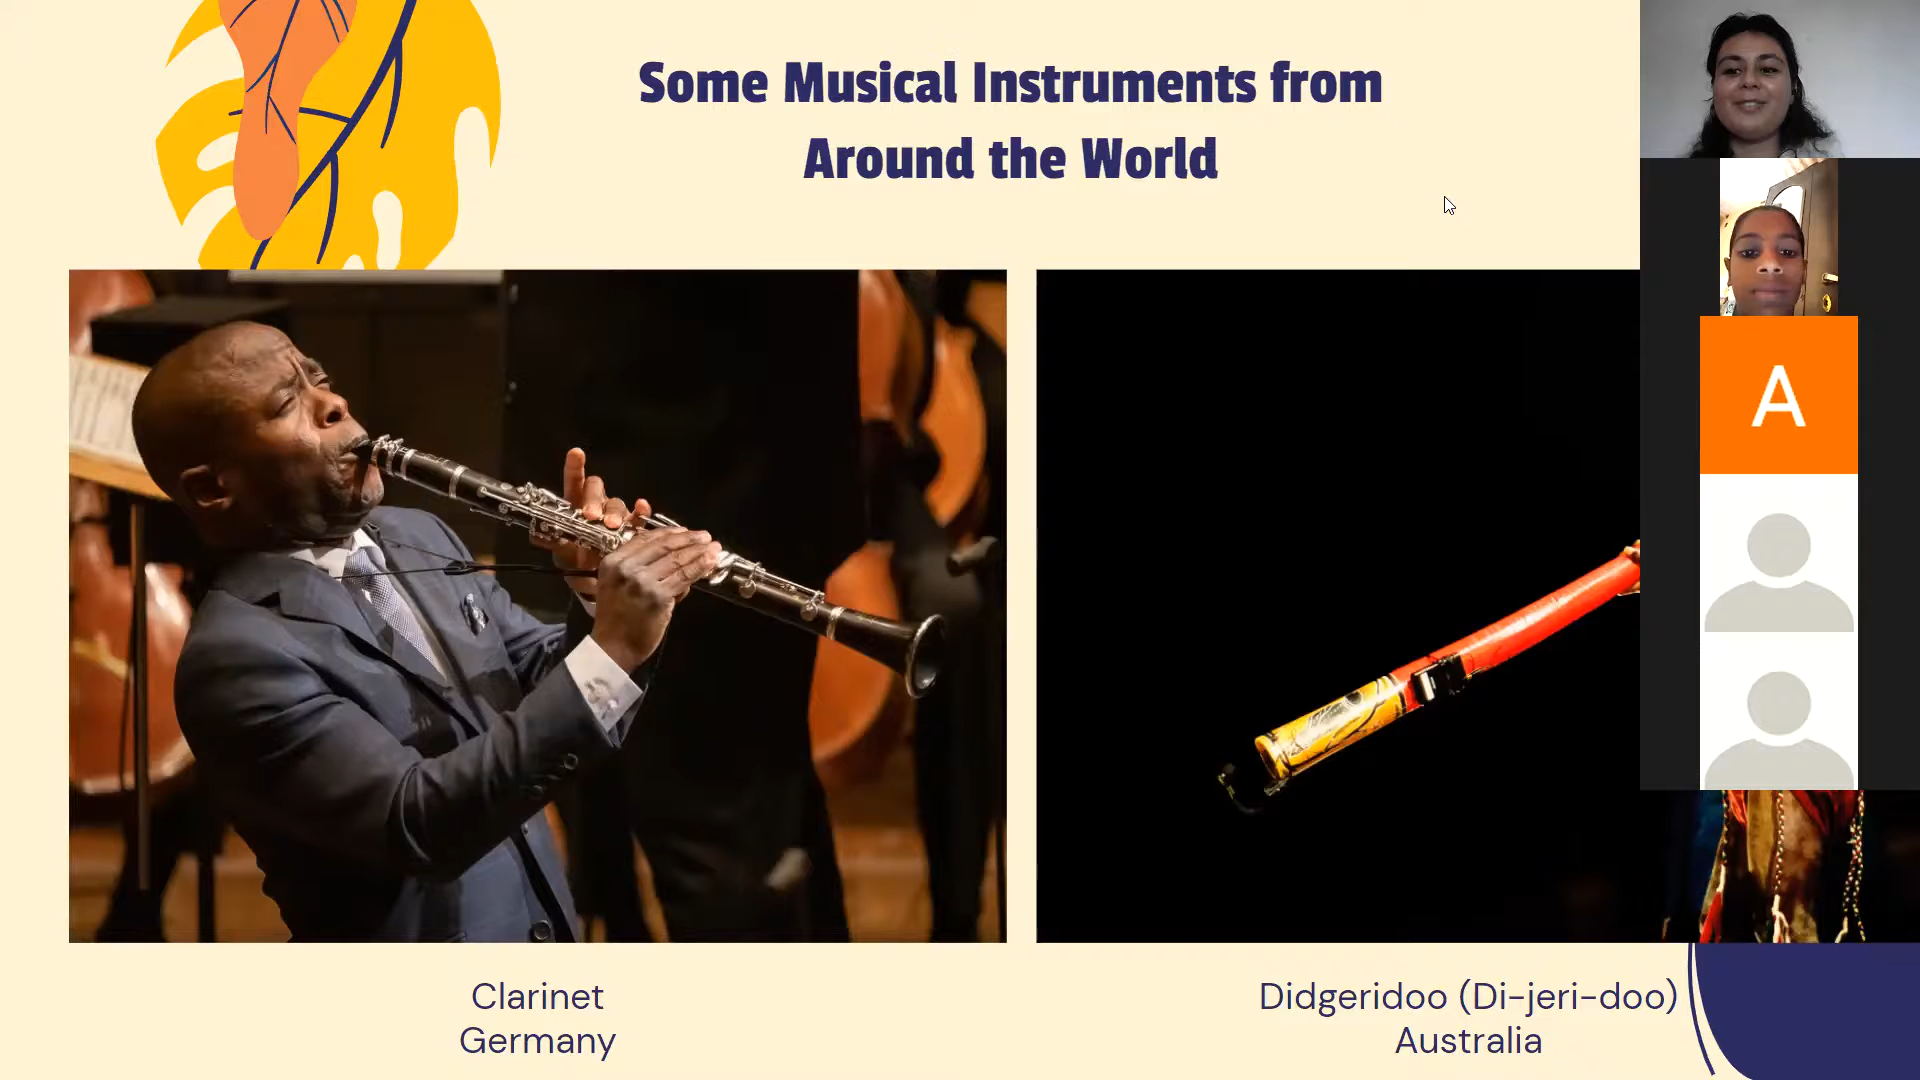 Some Musical Instruments from
Around the World
A
Clarinet
Germany
Didgeridoo (Di-jeri-doo)
Australia